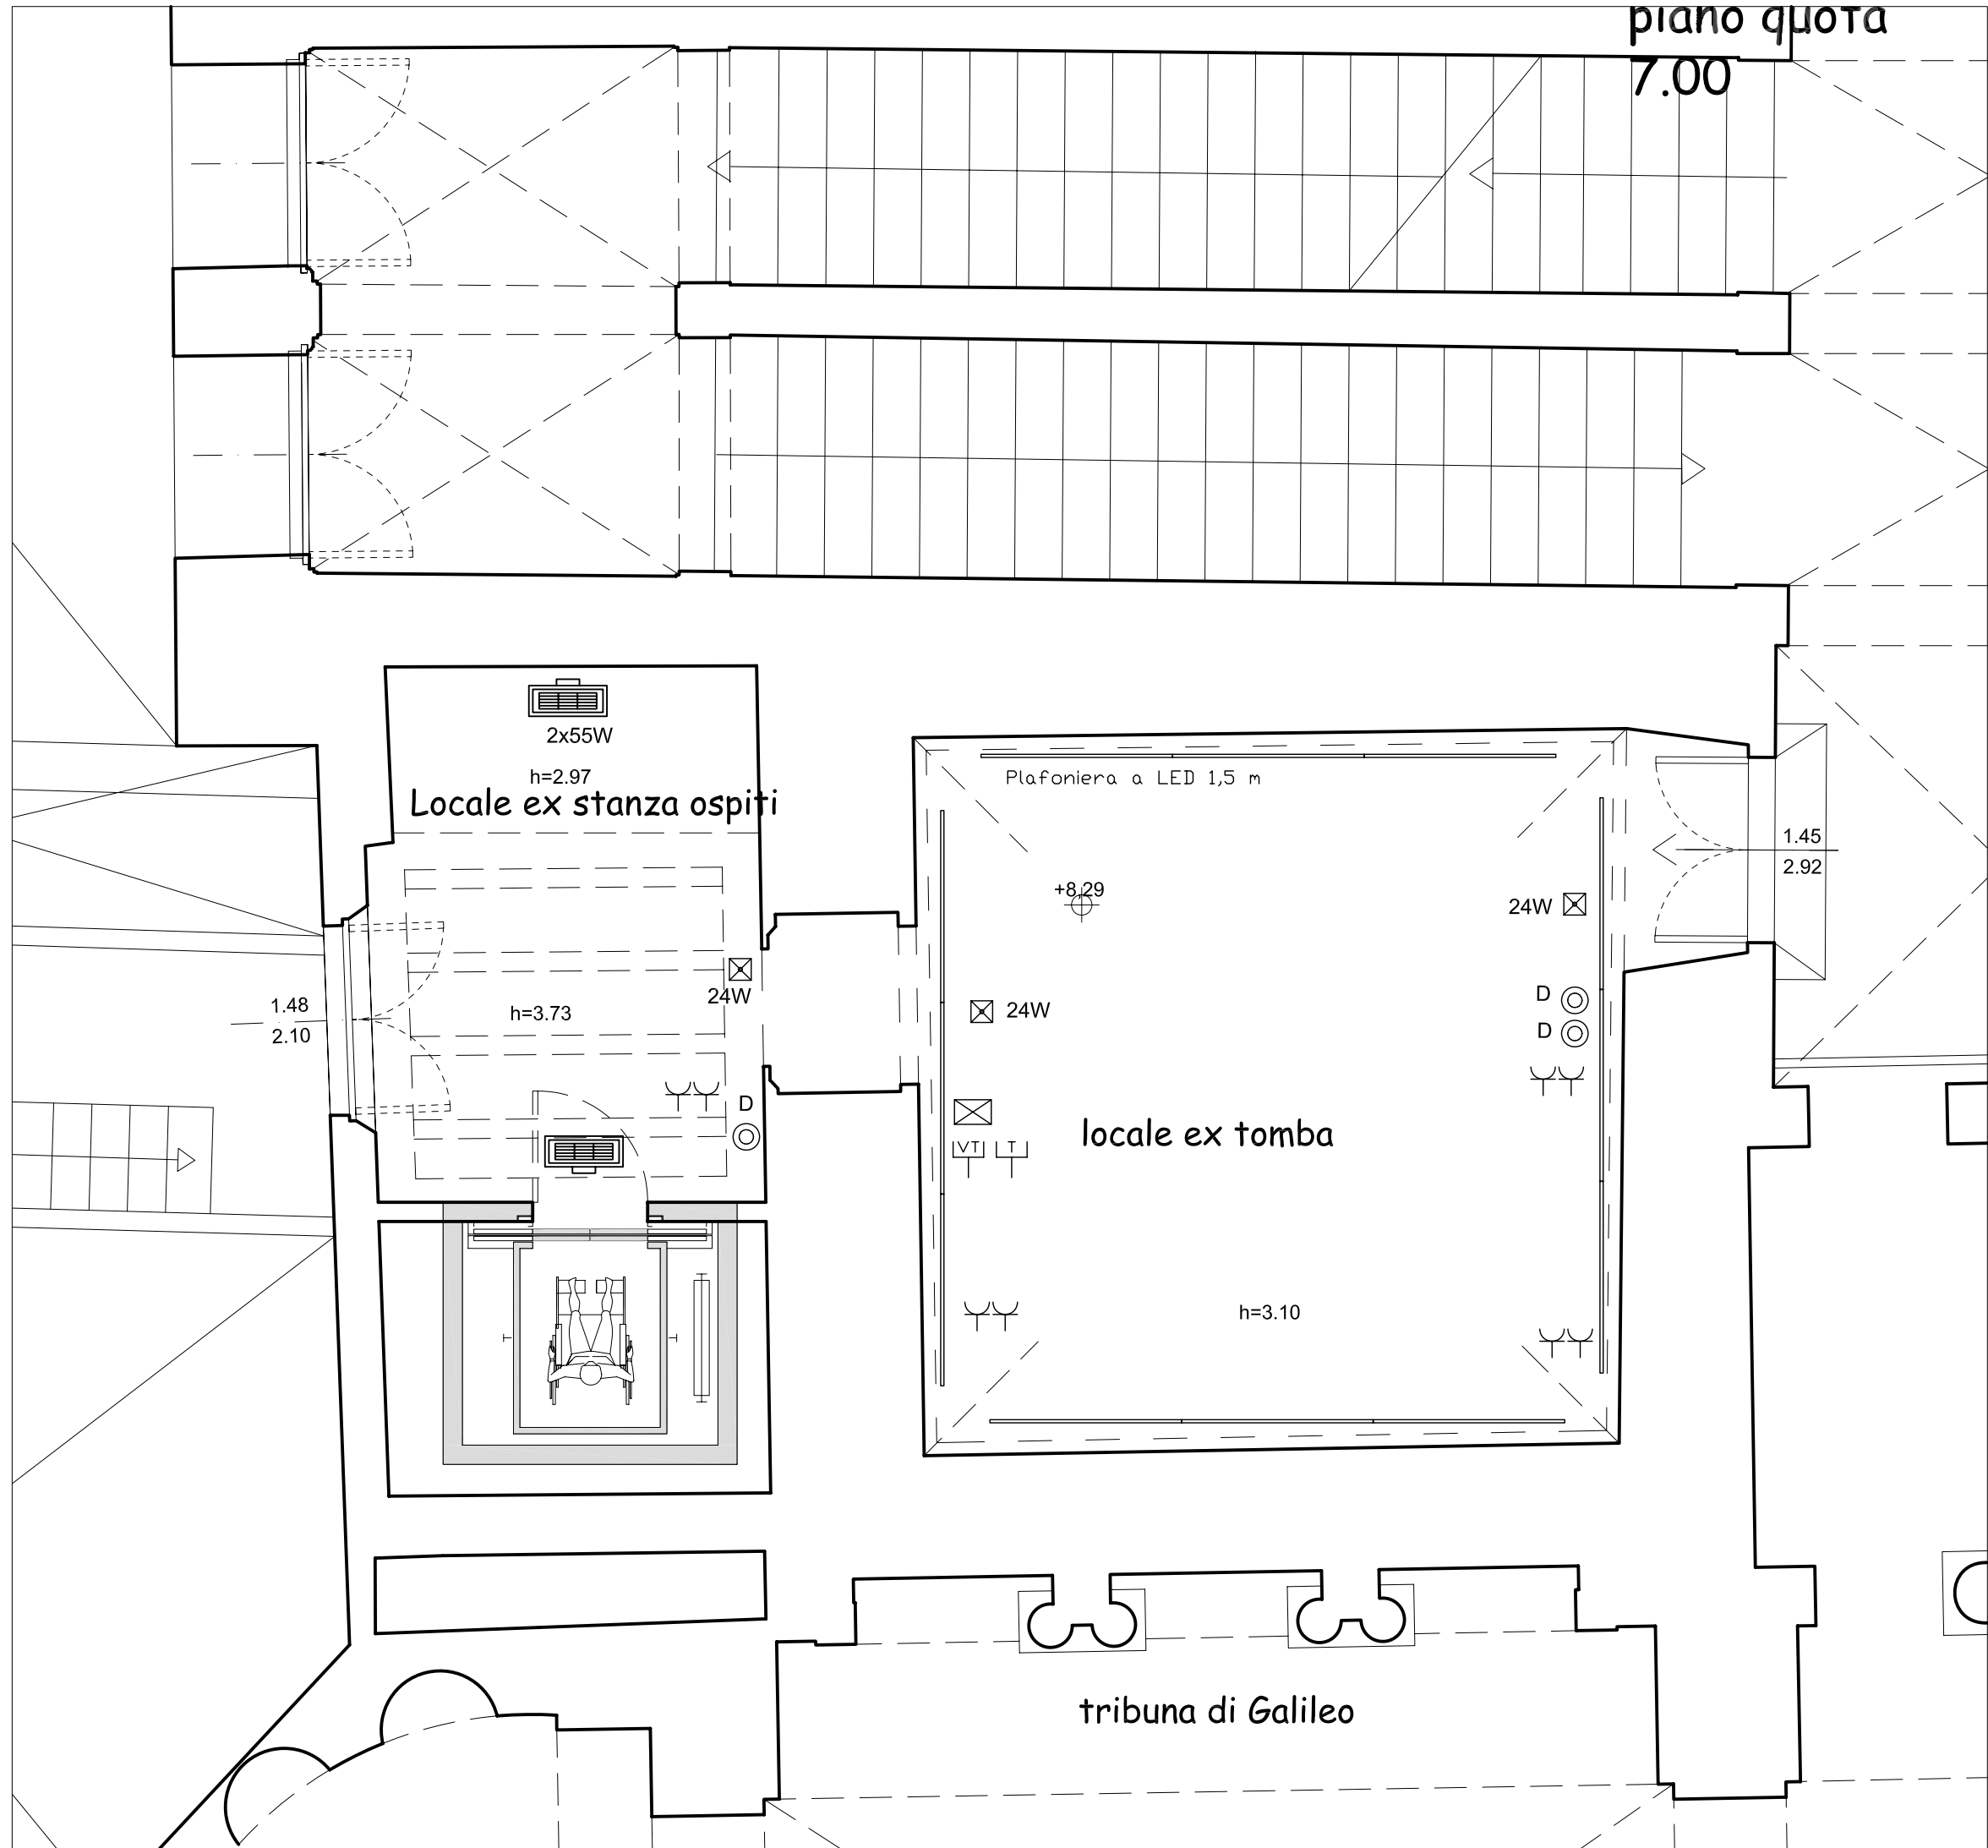 piano quota
7.00
2x55W
h=2.97
Locale ex stanza ospiti
Plafoniera a LED 1,5 m
1.45
2.92
+8,29
24W
24W
24W
D
D
1.48
2.10
h=3.73
D
VT
T
locale ex tomba
h=3.10
tribuna di Galileo